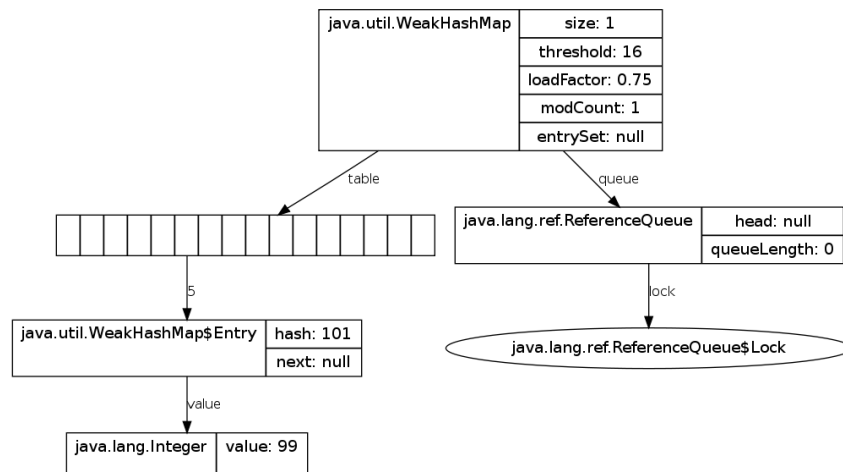 java.util.WeakHashMap
size: 1
threshold: 16
loadFactor: 0.75
modCount: 1
entrySet: null
table
queue
java.lang.ref.ReferenceQueue
head: null
queueLength: 0
5
lock
java.util.WeakHashMap$Entry
hash: 101
next: null
java.lang.ref.ReferenceQueue$Lock
value
java.lang.Integer
value: 99